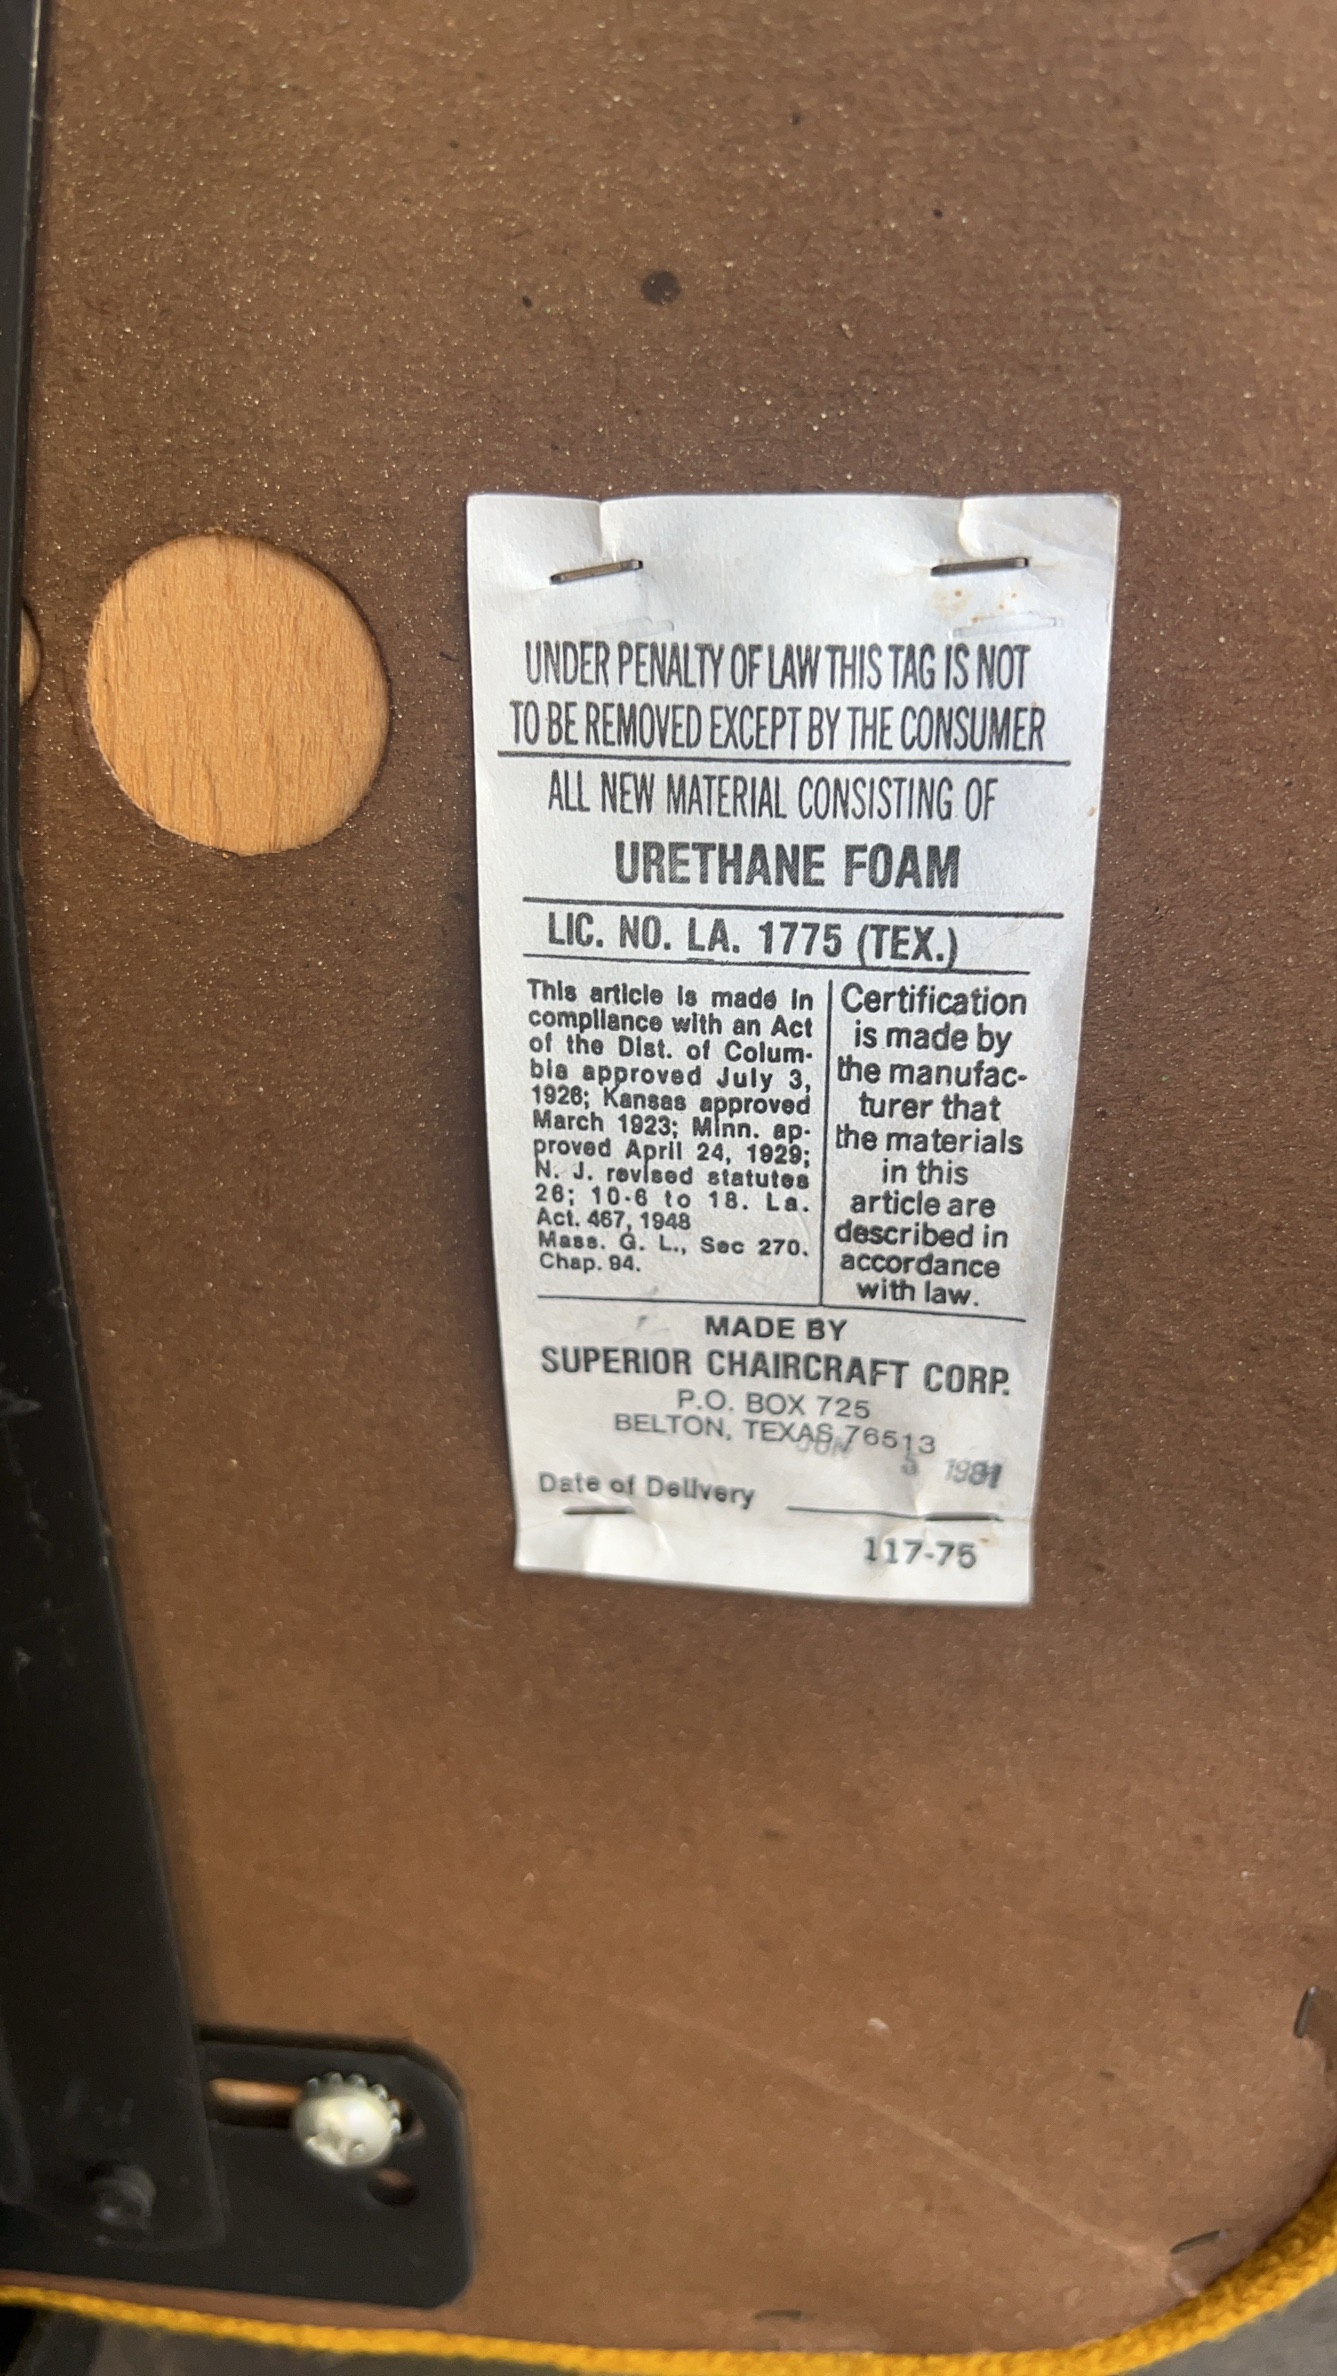 UNDER PENALTY OF LAW THIS TAG IS NOT
TO BE REMOVED EXCEPT BY THE CONSUMER
ALL NEW MATERIAL CONSISTING OF
URETHANE FOAM
LIC. NO. LA. 1775 (TEX.)
This article is made in
compliance with an Act
of the Dist. of Colum-
bia approved July 3,
1926; Kansas approved
March 1923; Minn. ap-
proved April 24, 1929;
N. J. revised statutes
26; 10-6 to 18. La.
Act. 467, 1948
Mass. G. L., Sec 270.
Chap. 94.
Certification
is made by
the manufac-
turer that
the materials
in this
article are
described in
accordance
with law.
MADE BY
SUPERIOR CHAIRCRAFT CORP.
P.O. BOX 725
BELTON, TEXAS 76513
JUN 5 1981
Date of Delivery
117-75